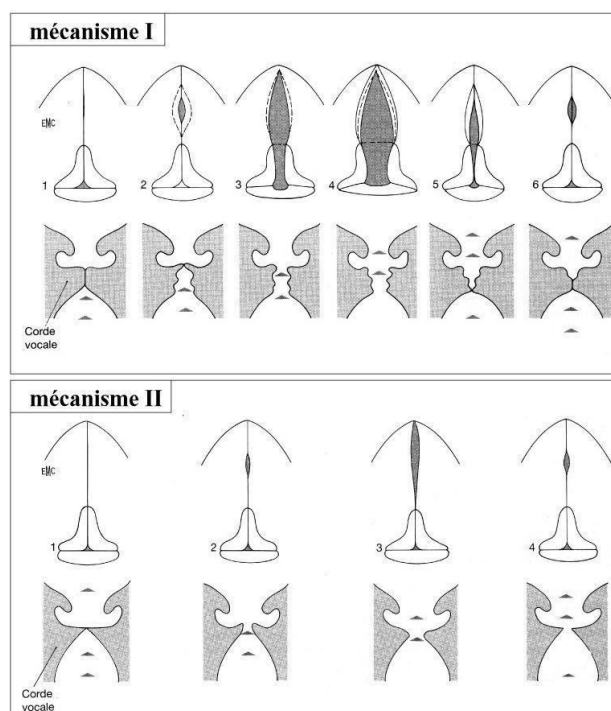 mécanisme I
EMC
1 2 3 4 5 6
Corde
vocale
mécanisme II
EMC
1 2 3 4
Corde
vocale